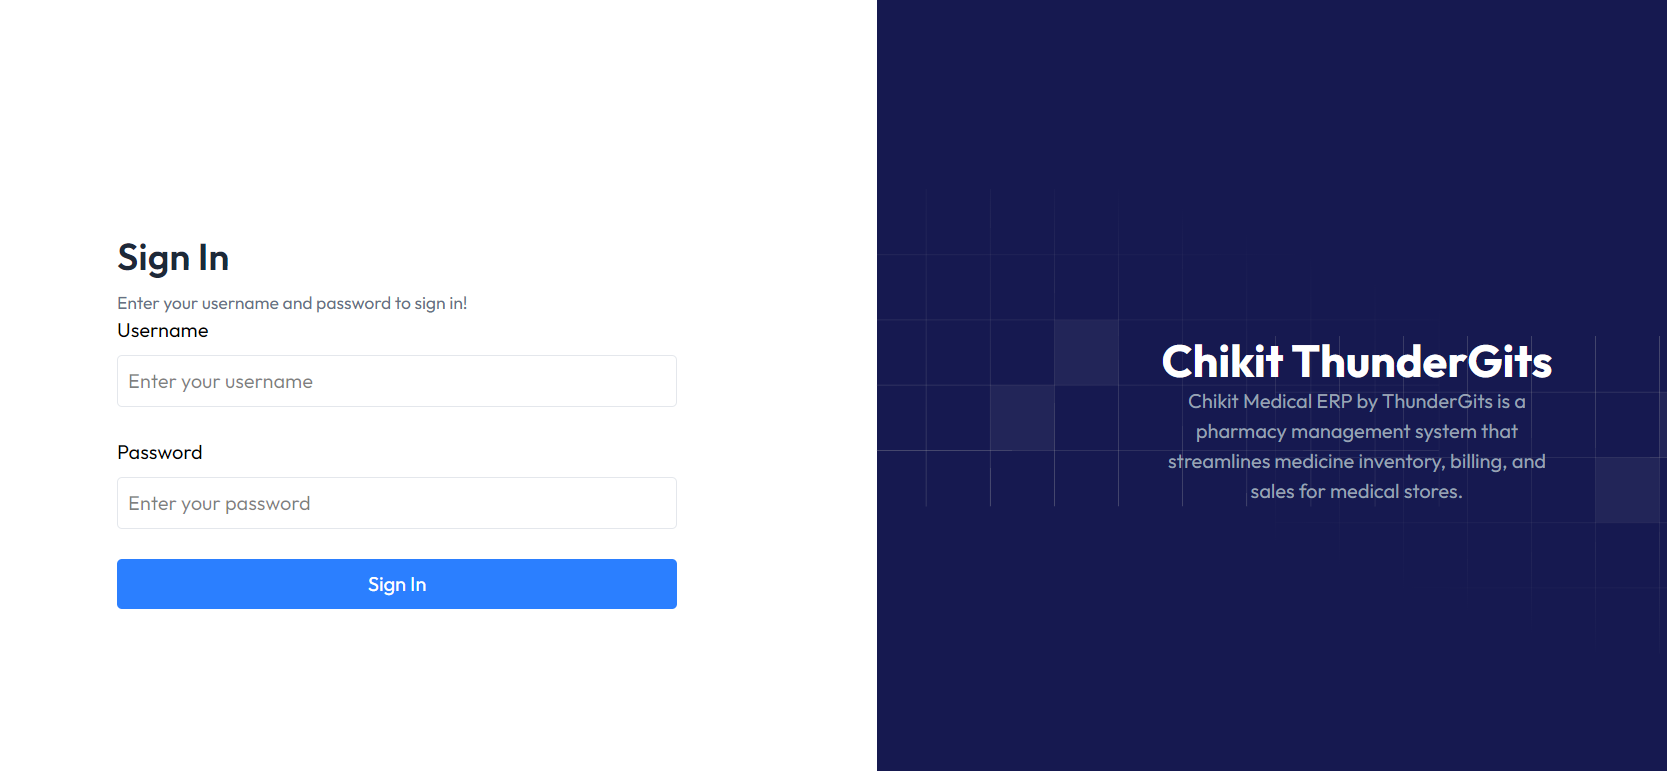 Sign In
Enter your username and password to sign in!
Username
Enter your username
Password
Enter your password
Sign In
Chikit ThunderGits
Chikit Medical ERP by ThunderGits is a
pharmacy management system that
streamlines medicine inventory, billing, and
sales for medical stores.